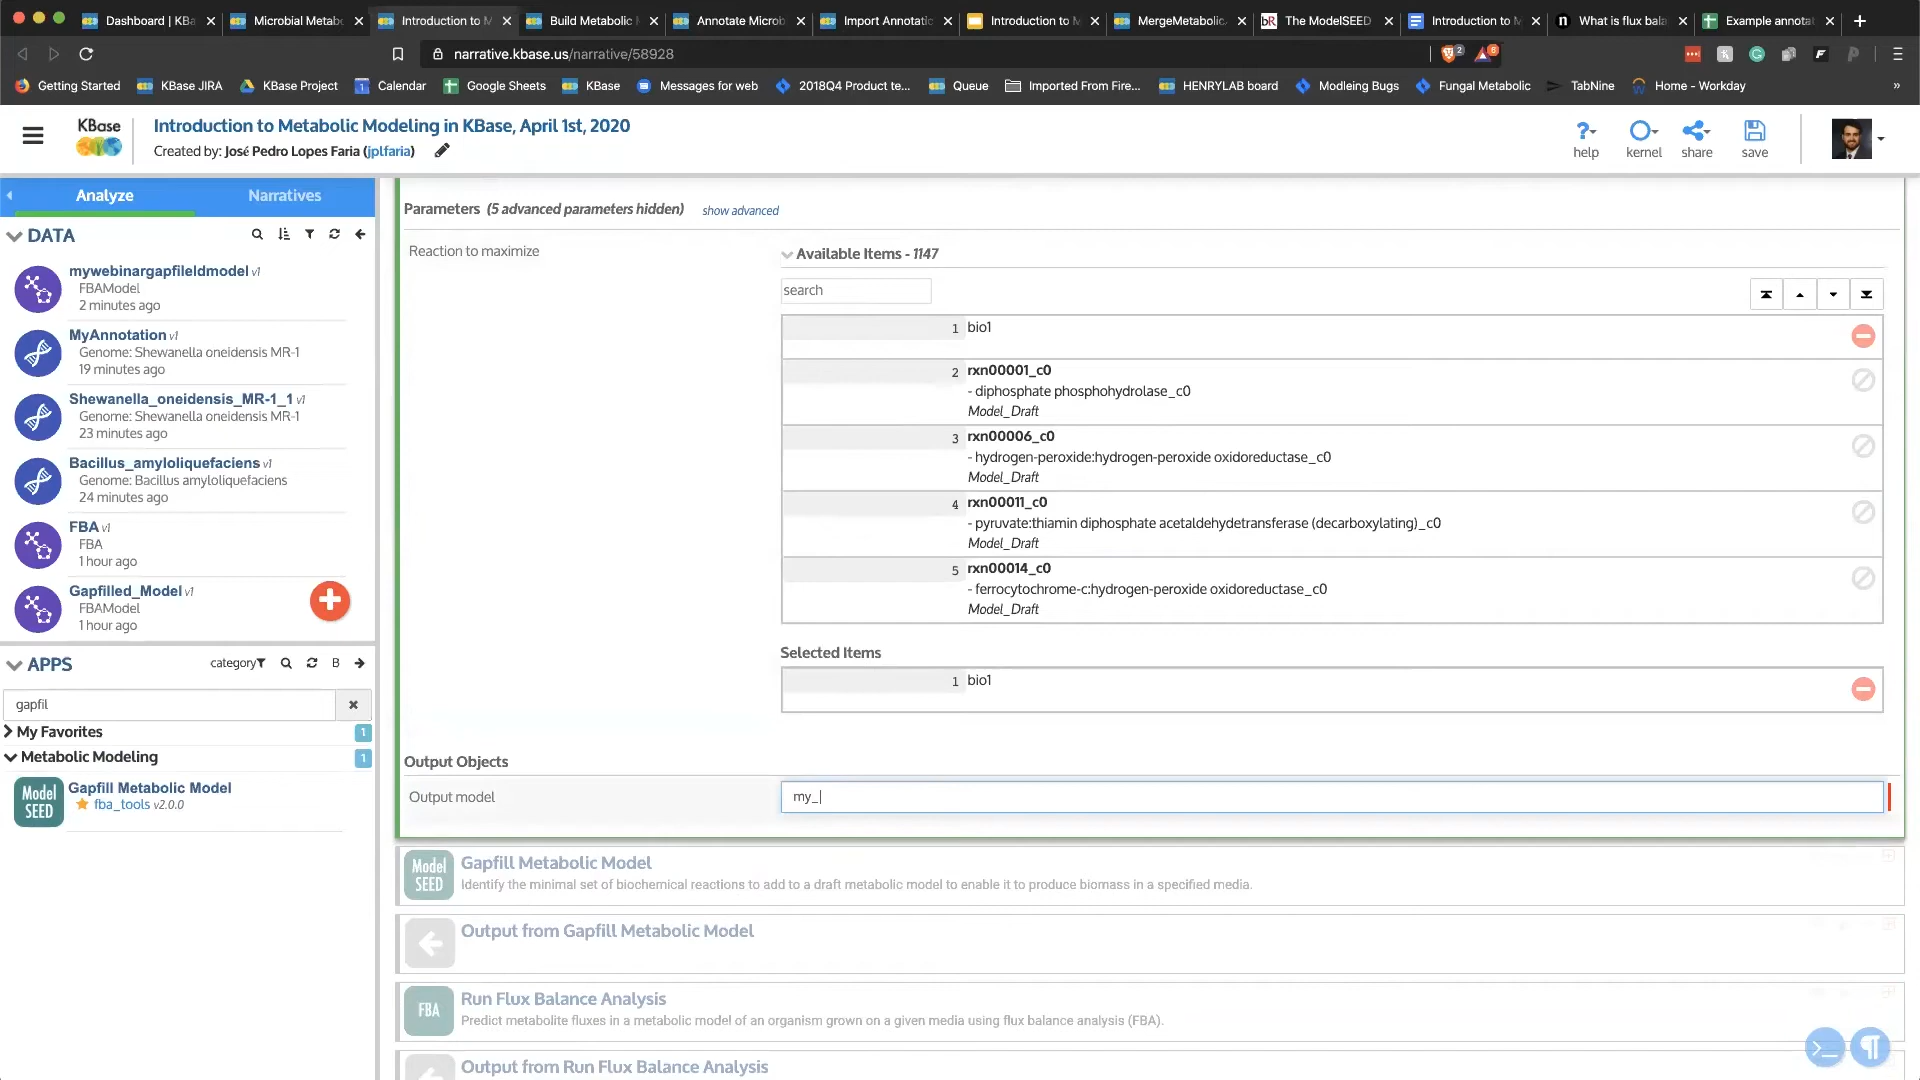 Dashboard | KBa
Microbial Metab
Introduction to M
Build Metabolic
Annotate Microb
Import Annotatio
Introduction to M
MergeMetabolic
bR The ModelSEED
Introduction to M
n What is flux bala
Example annotat
narrative.kbase.us/narrative/58928
2
8
Getting Started
KBase JIRA
KBase Project
Calendar
Google Sheets
KBase
Messages for web
2018Q4 Product te...
Queue
Imported From Fire...
HENRYLAB board
Modleing Bugs
Fungal Metabolic
TabNine
Home - Workday
»
KBase
Introduction to Metabolic Modeling in KBase, April 1st, 2020
Created by: José Pedro Lopes Faria (jplfaria)
help
kernel
share
save
Analyze
Narratives
DATA
mywebinargapfileldmodel v1
FBAModel
2 minutes ago
MyAnnotation v1
Genome: Shewanella oneidensis MR-1
19 minutes ago
Shewanella_oneidensis_MR-1_1 v1
Genome: Shewanella oneidensis MR-1
23 minutes ago
Bacillus_amyloliquefaciens v1
Genome: Bacillus amyloliquefaciens
24 minutes ago
FBA v1
FBA
1 hour ago
Gapfilled_Model v1
FBAModel
1 hour ago
APPS
category
B
gapfil
My Favorites
1
Metabolic Modeling
1
Model SEED
Gapfill Metabolic Model
fba_tools v2.0.0
Parameters (5 advanced parameters hidden) show advanced
Reaction to maximize
Available Items - 1147
search
1 bio1
2 rxn00001_c0
- diphosphate phosphohydrolase_c0
Model_Draft
3 rxn00006_c0
- hydrogen-peroxide:hydrogen-peroxide oxidoreductase_c0
Model_Draft
4 rxn00011_c0
- pyruvate:thiamin diphosphate acetaldehydetransferase (decarboxylating)_c0
Model_Draft
5 rxn00014_c0
- ferrocytochrome-c:hydrogen-peroxide oxidoreductase_c0
Model_Draft
Selected Items
1 bio1
Output Objects
Output model
my_
Model SEED
Gapfill Metabolic Model
Identify the minimal set of biochemical reactions to add to a draft metabolic model to enable it to produce biomass in a specified media.
Output from Gapfill Metabolic Model
FBA
Run Flux Balance Analysis
Predict metabolite fluxes in a metabolic model of an organism grown on a given media using flux balance analysis (FBA).
Output from Run Flux Balance Analysis